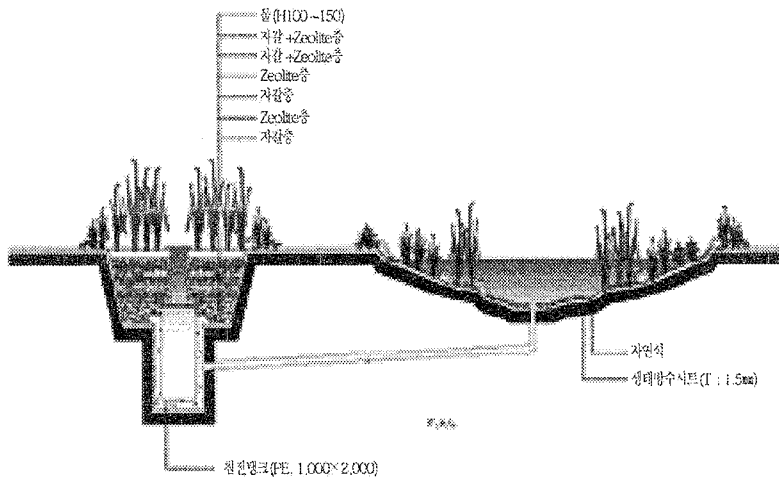 물(H100~150)
자갈+Zeolite층
자갈+Zeolite층
Zeolite층
자갈층
Zeolite층
자갈층
자연석
생태방수시트(T : 1.5㎜)
침전탱크(PE, 1,000×2,000)